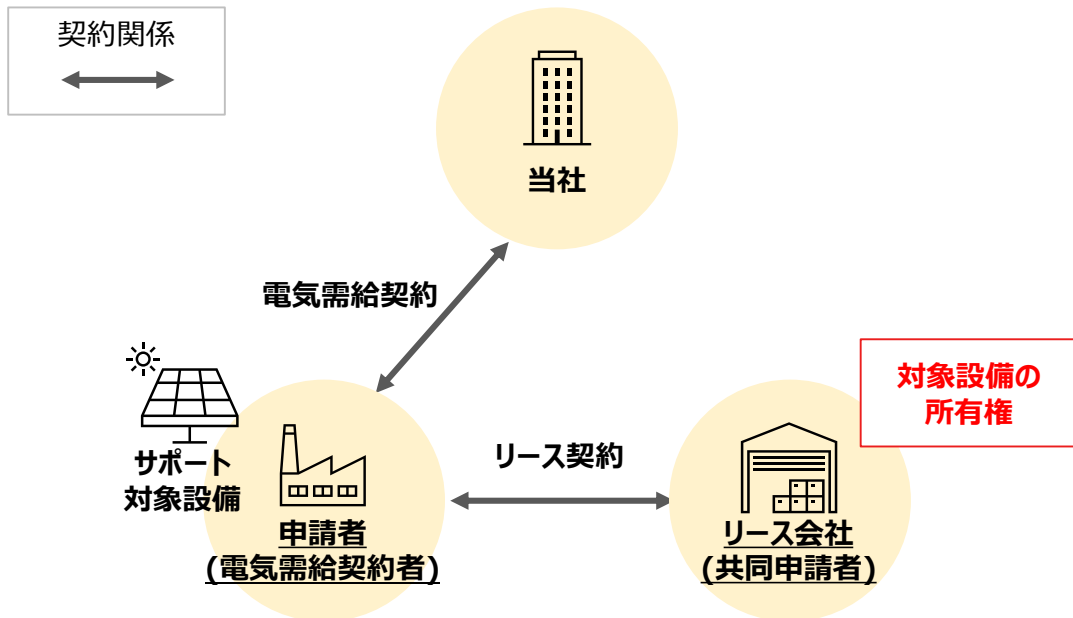 契約関係
当社
電気需給契約
対象設備の
所有権
サポート
対象設備
リース契約
申請者
(電気需給契約者)
リース会社
(共同申請者)